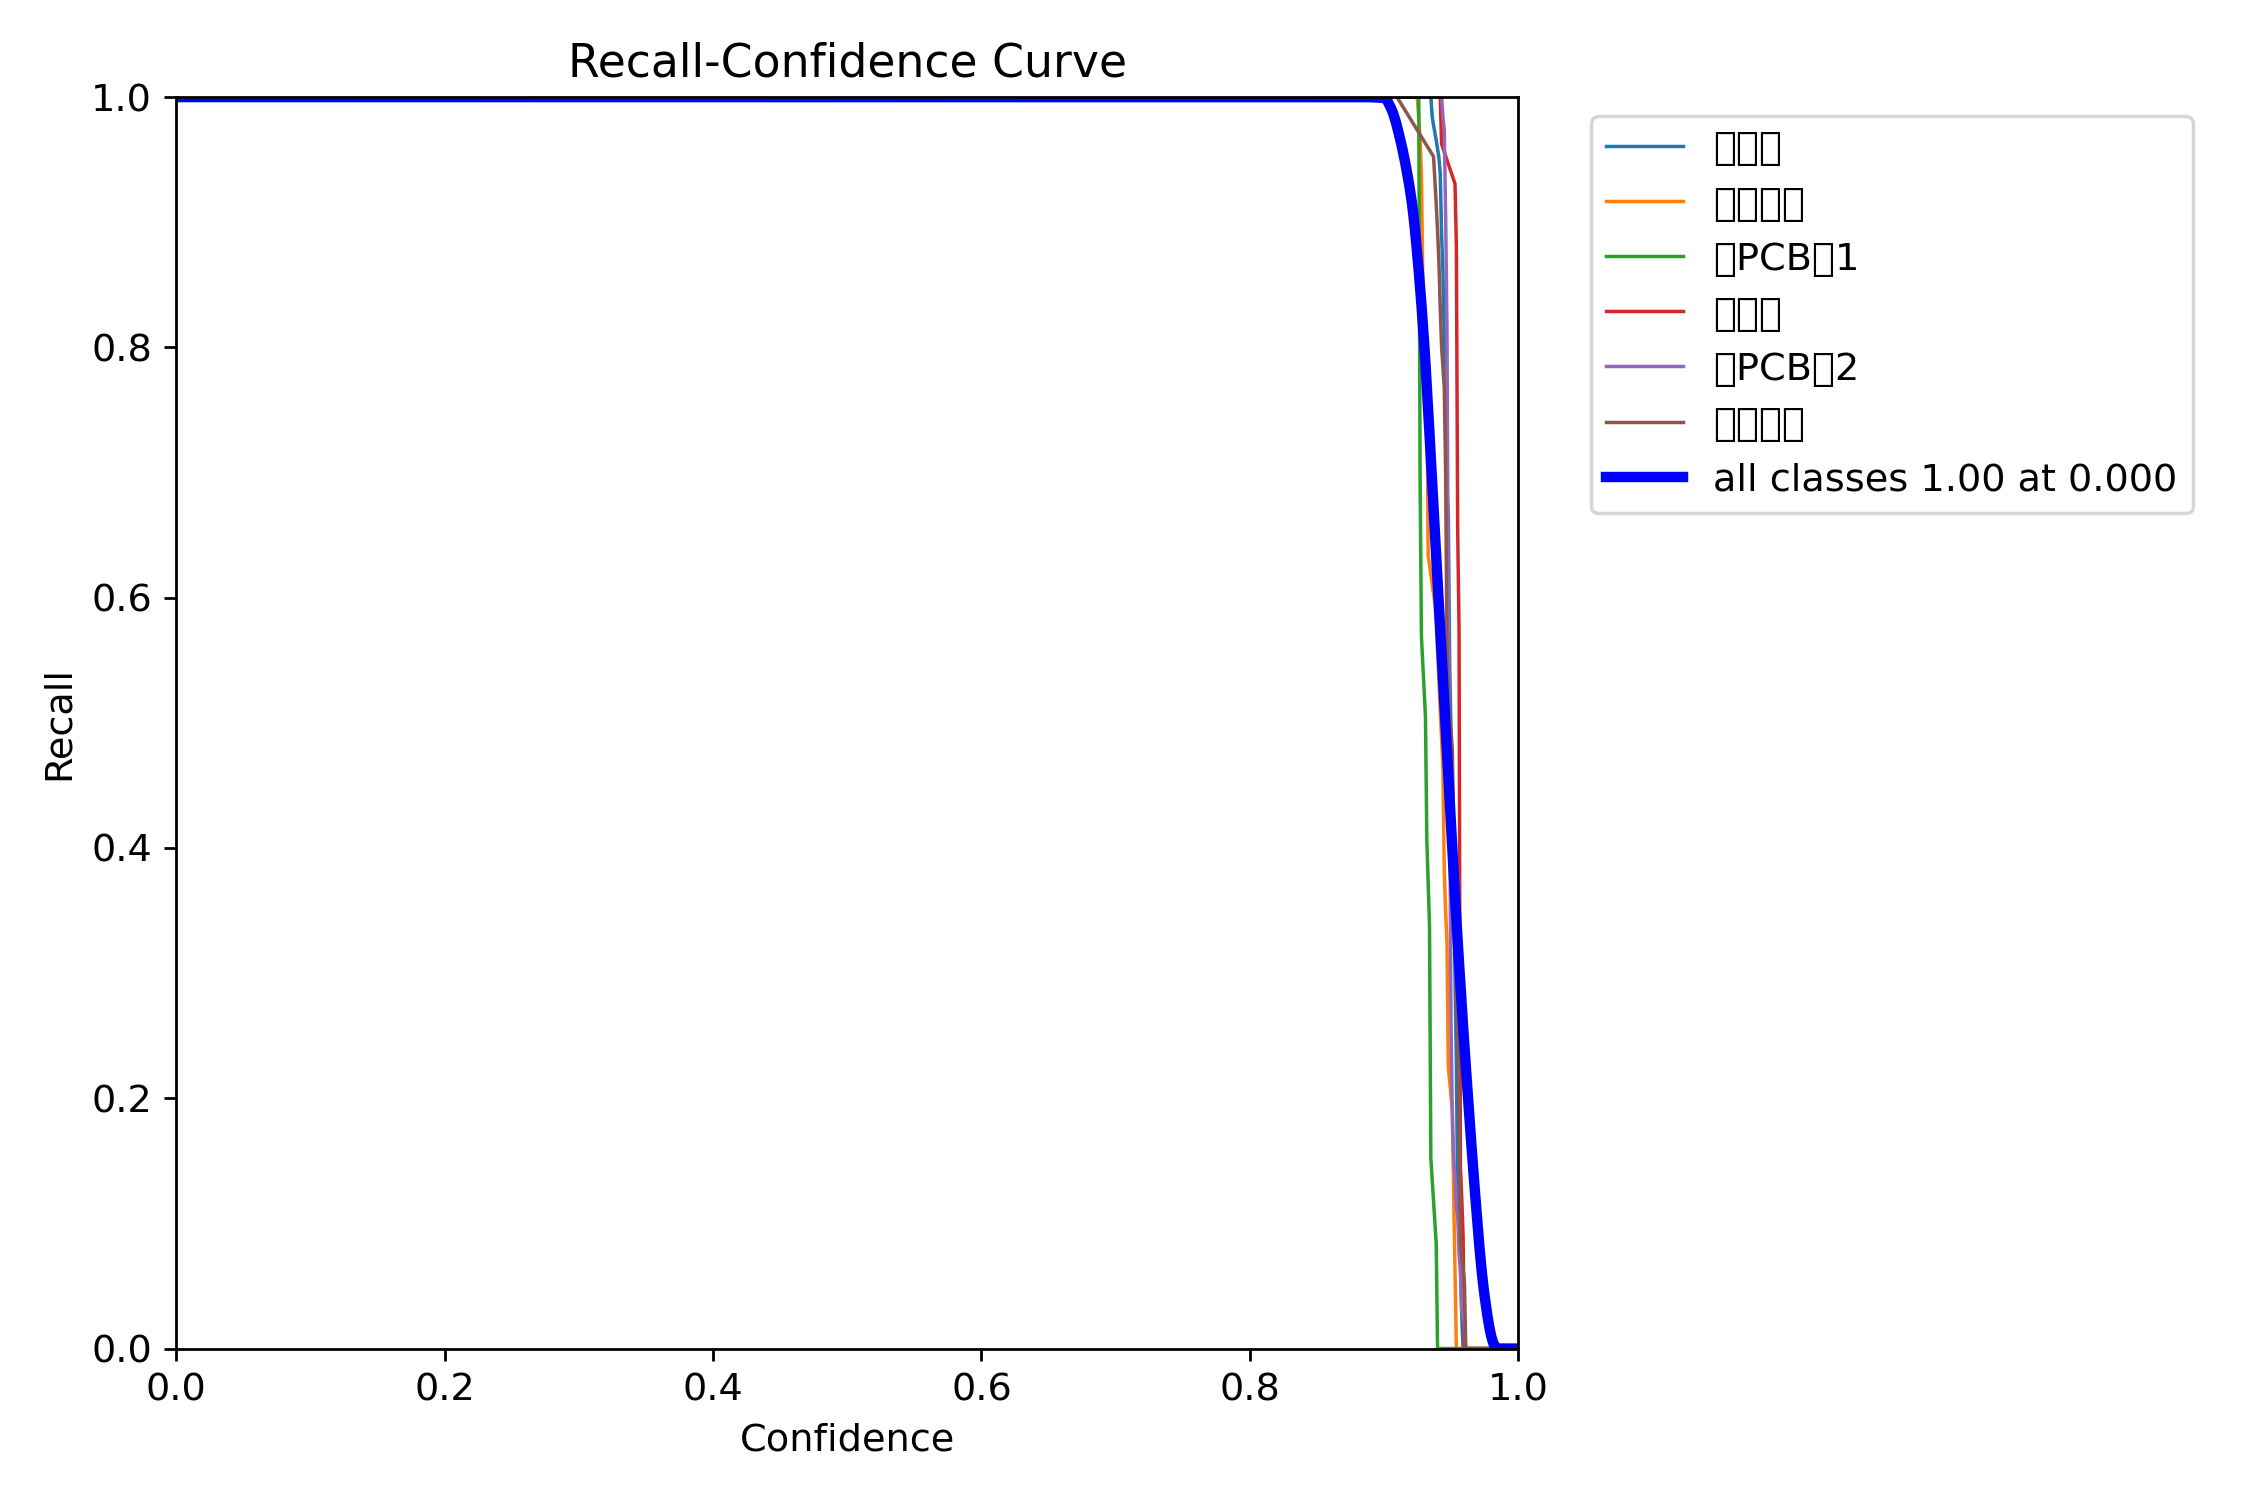 Recall-Confidence Curve
1.0
0.8
0.6
0.4
0.2
0.0
Recall
0.0 0.2 0.4 0.6 0.8 1.0
Confidence
PCB 1
PCB 2
all classes 1.00 at 0.000